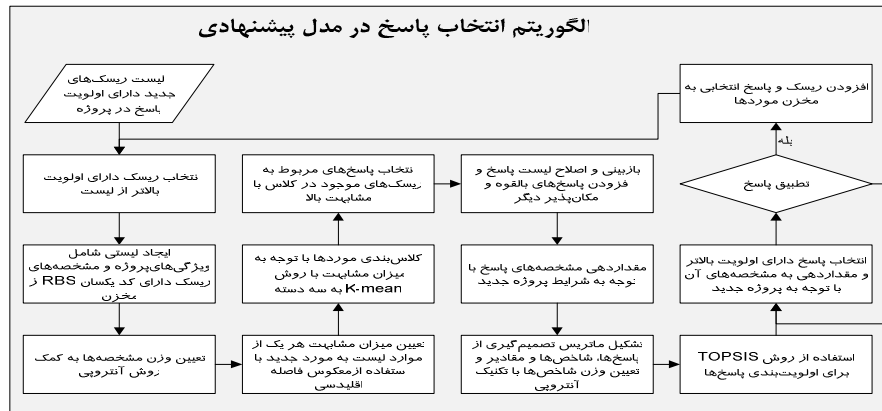 الگوریتم انتخاب پاسخ در مدل پیشنهادی
لیست ریسک‌های
جدید دارای اولویت
پاسخ در پروژه
انتخاب ریسک دارای اولویت
بالاتر از لیست
ایجاد لیستی شامل
ویژگی‌های‌پروژه و مشخصه‌های
ریسک دارای کد یکسان RBS ز
مخزن
تعیین وزن مشخصه‌ها به کمک
روش آنتروپی
تعیین میزان مشابهت هر یک از
موارد لیست به مورد جدید با
ستفاده ازمعکوس فاصله
اقلیدسی
کلاس‌بندی موردها با توجه به
میزان مشابهت با روش
K-mean به سه دسته
انتخاب پاسخ‌های مربوط به
ریسک‌های موجود در کلاس با
مشابهت بالا
بازبینی و اصلاح لیست پاسخ و
فزودن پاسخ‌های بالقوه و
مکان‌پذیر دیگر
مقداردهی مشخصه‌های پاسخ با
توجه به شرایط پروژه جدید
تشکیل ماتریس تصمیم‌گیری از
پاسخ‌ها، شاخص‌ها و مقادیر و
تعیین وزن شاخص‌ها با تکنیک
آنتروپی
استفاده از روش TOPSIS
برای اولویت‌بندی پاسخ‌ها
انتخاب پاسخ دارای اولویت بالاتر
و مقداردهی به مشخصه‌های آن
با توجه به پروژه جدید
تطبیق پاسخ
بله
افزودن ریسک و پاسخ انتخابی به
مخزن موردها